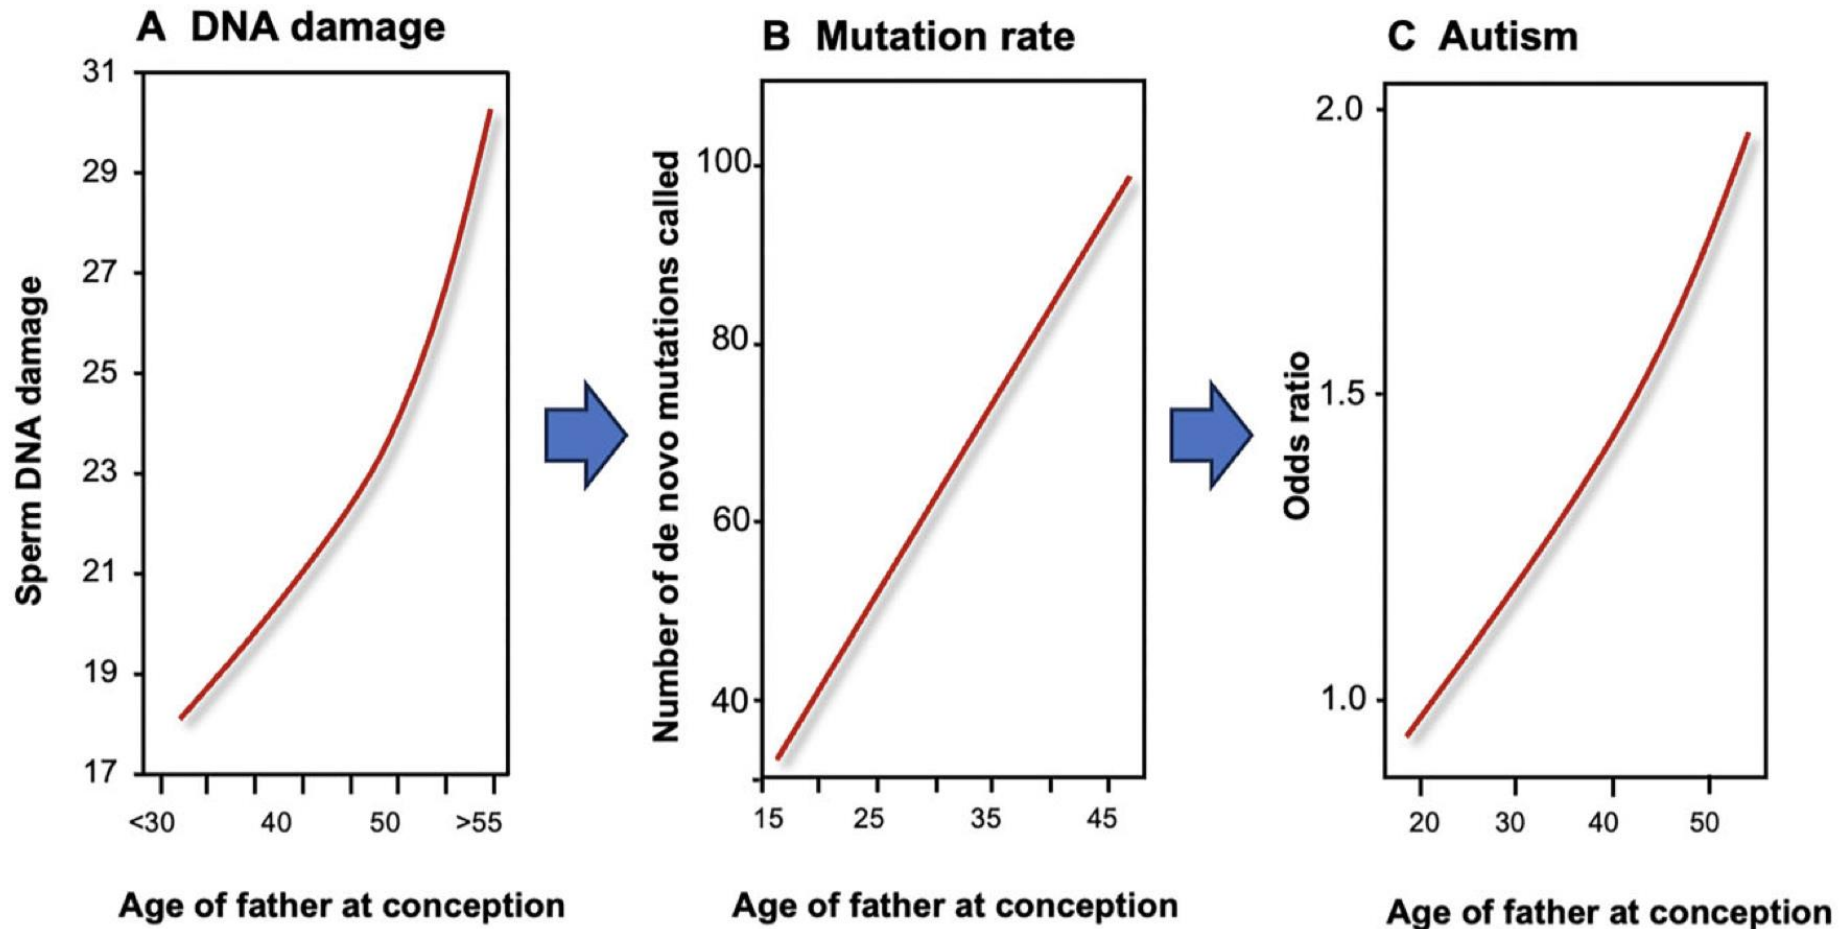 A DNA damage
31
29
27
25
23
21
19
17
Sperm DNA damage
<30 40 50 >55
Age of father at conception
B Mutation rate
100
80
60
40
Number of de novo mutations called
15 25 35 45
Age of father at conception
C Autism
2.0
1.5
1.0
Odds ratio
20 30 40 50
Age of father at conception